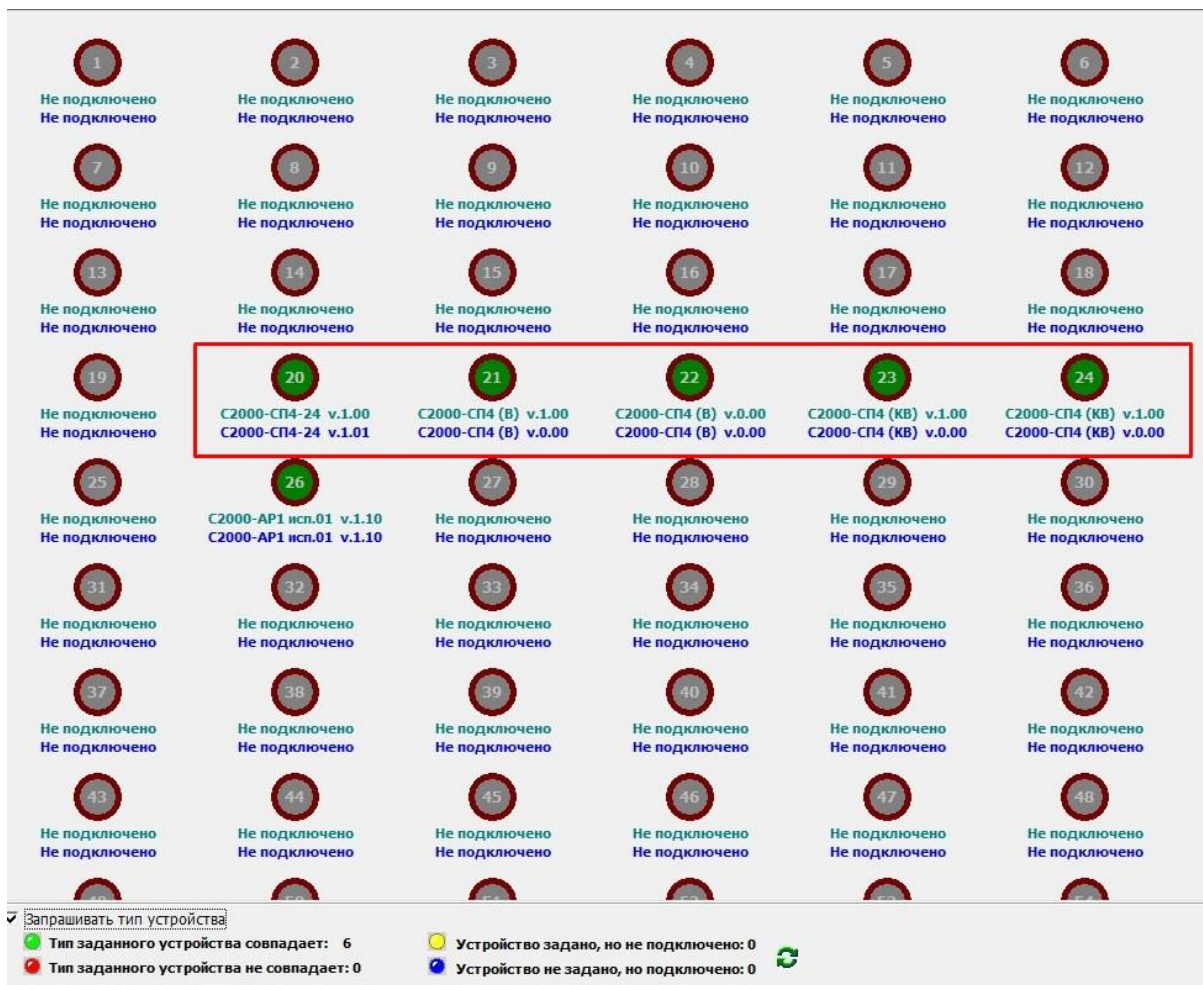 1 2 3 4 5 6
Не подключено Не подключено Не подключено Не подключено Не подключено Не подключено
Не подключено Не подключено Не подключено Не подключено Не подключено Не подключено
7 8 9 10 11 12
Не подключено Не подключено Не подключено Не подключено Не подключено Не подключено
Не подключено Не подключено Не подключено Не подключено Не подключено Не подключено
13 14 15 16 17 18
Не подключено Не подключено Не подключено Не подключено Не подключено Не подключено
Не подключено Не подключено Не подключено Не подключено Не подключено Не подключено
19 20 21 22 23 24
Не подключено С2000-СП4-24 v.1.00 С2000-СП4 (В) v.1.00 С2000-СП4 (В) v.0.00 С2000-СП4 (КВ) v.1.00 С2000-СП4 (КВ) v.1.00
Не подключено С2000-СП4-24 v.1.01 С2000-СП4 (В) v.0.00 С2000-СП4 (В) v.0.00 С2000-СП4 (КВ) v.0.00 С2000-СП4 (КВ) v.0.00
25 26 27 28 29 30
Не подключено С2000-АР1 исп.01 v.1.10 Не подключено Не подключено Не подключено Не подключено
Не подключено С2000-АР1 исп.01 v.1.10 Не подключено Не подключено Не подключено Не подключено
31 32 33 34 35 36
Не подключено Не подключено Не подключено Не подключено Не подключено Не подключено
Не подключено Не подключено Не подключено Не подключено Не подключено Не подключено
37 38 39 40 41 42
Не подключено Не подключено Не подключено Не подключено Не подключено Не подключено
Не подключено Не подключено Не подключено Не подключено Не подключено Не подключено
43 44 45 46 47 48
Не подключено Не подключено Не подключено Не подключено Не подключено Не подключено
Не подключено Не подключено Не подключено Не подключено Не подключено Не подключено
Запрашивать тип устройства
Тип заданного устройства совпадает: 6 Устройство задано, но не подключено: 0
Тип заданного устройства не совпадает: 0 Устройство не задано, но подключено: 0